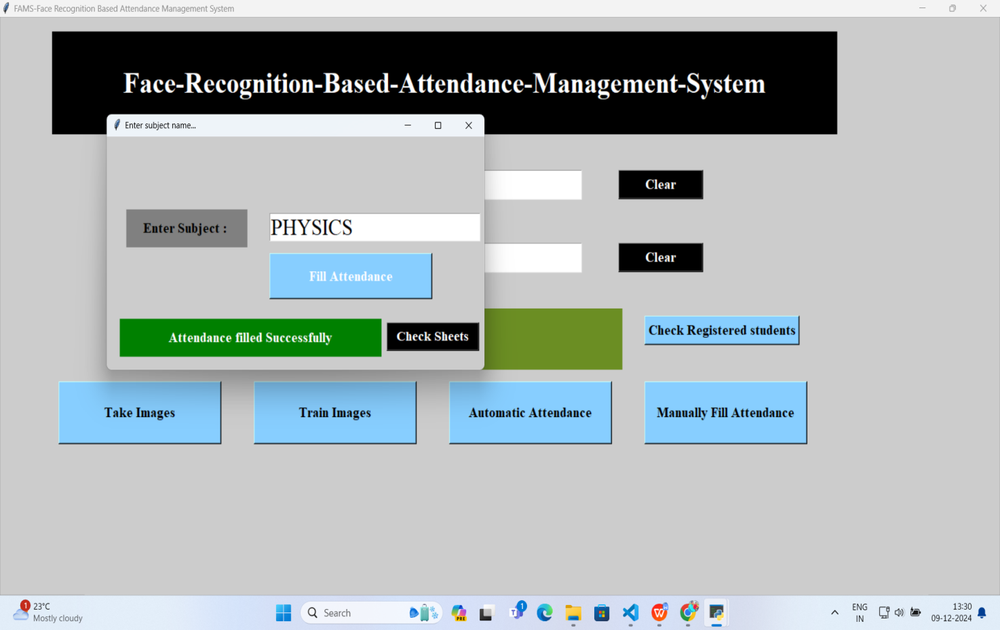 FAMS-Face Recognition Based Attendance Management System
Face-Recognition-Based-Attendance-Management-System
Enter subject name...
Clear
Enter Subject :
PHYSICS
Clear
Fill Attendance
Attendance filled Successfully
Check Sheets
Check Registered students
Take Images
Train Images
Automatic Attendance
Manually Fill Attendance
1
23°C
Mostly cloudy
Search
PRE
T
1
W
ENG
IN
13:30
09-12-2024